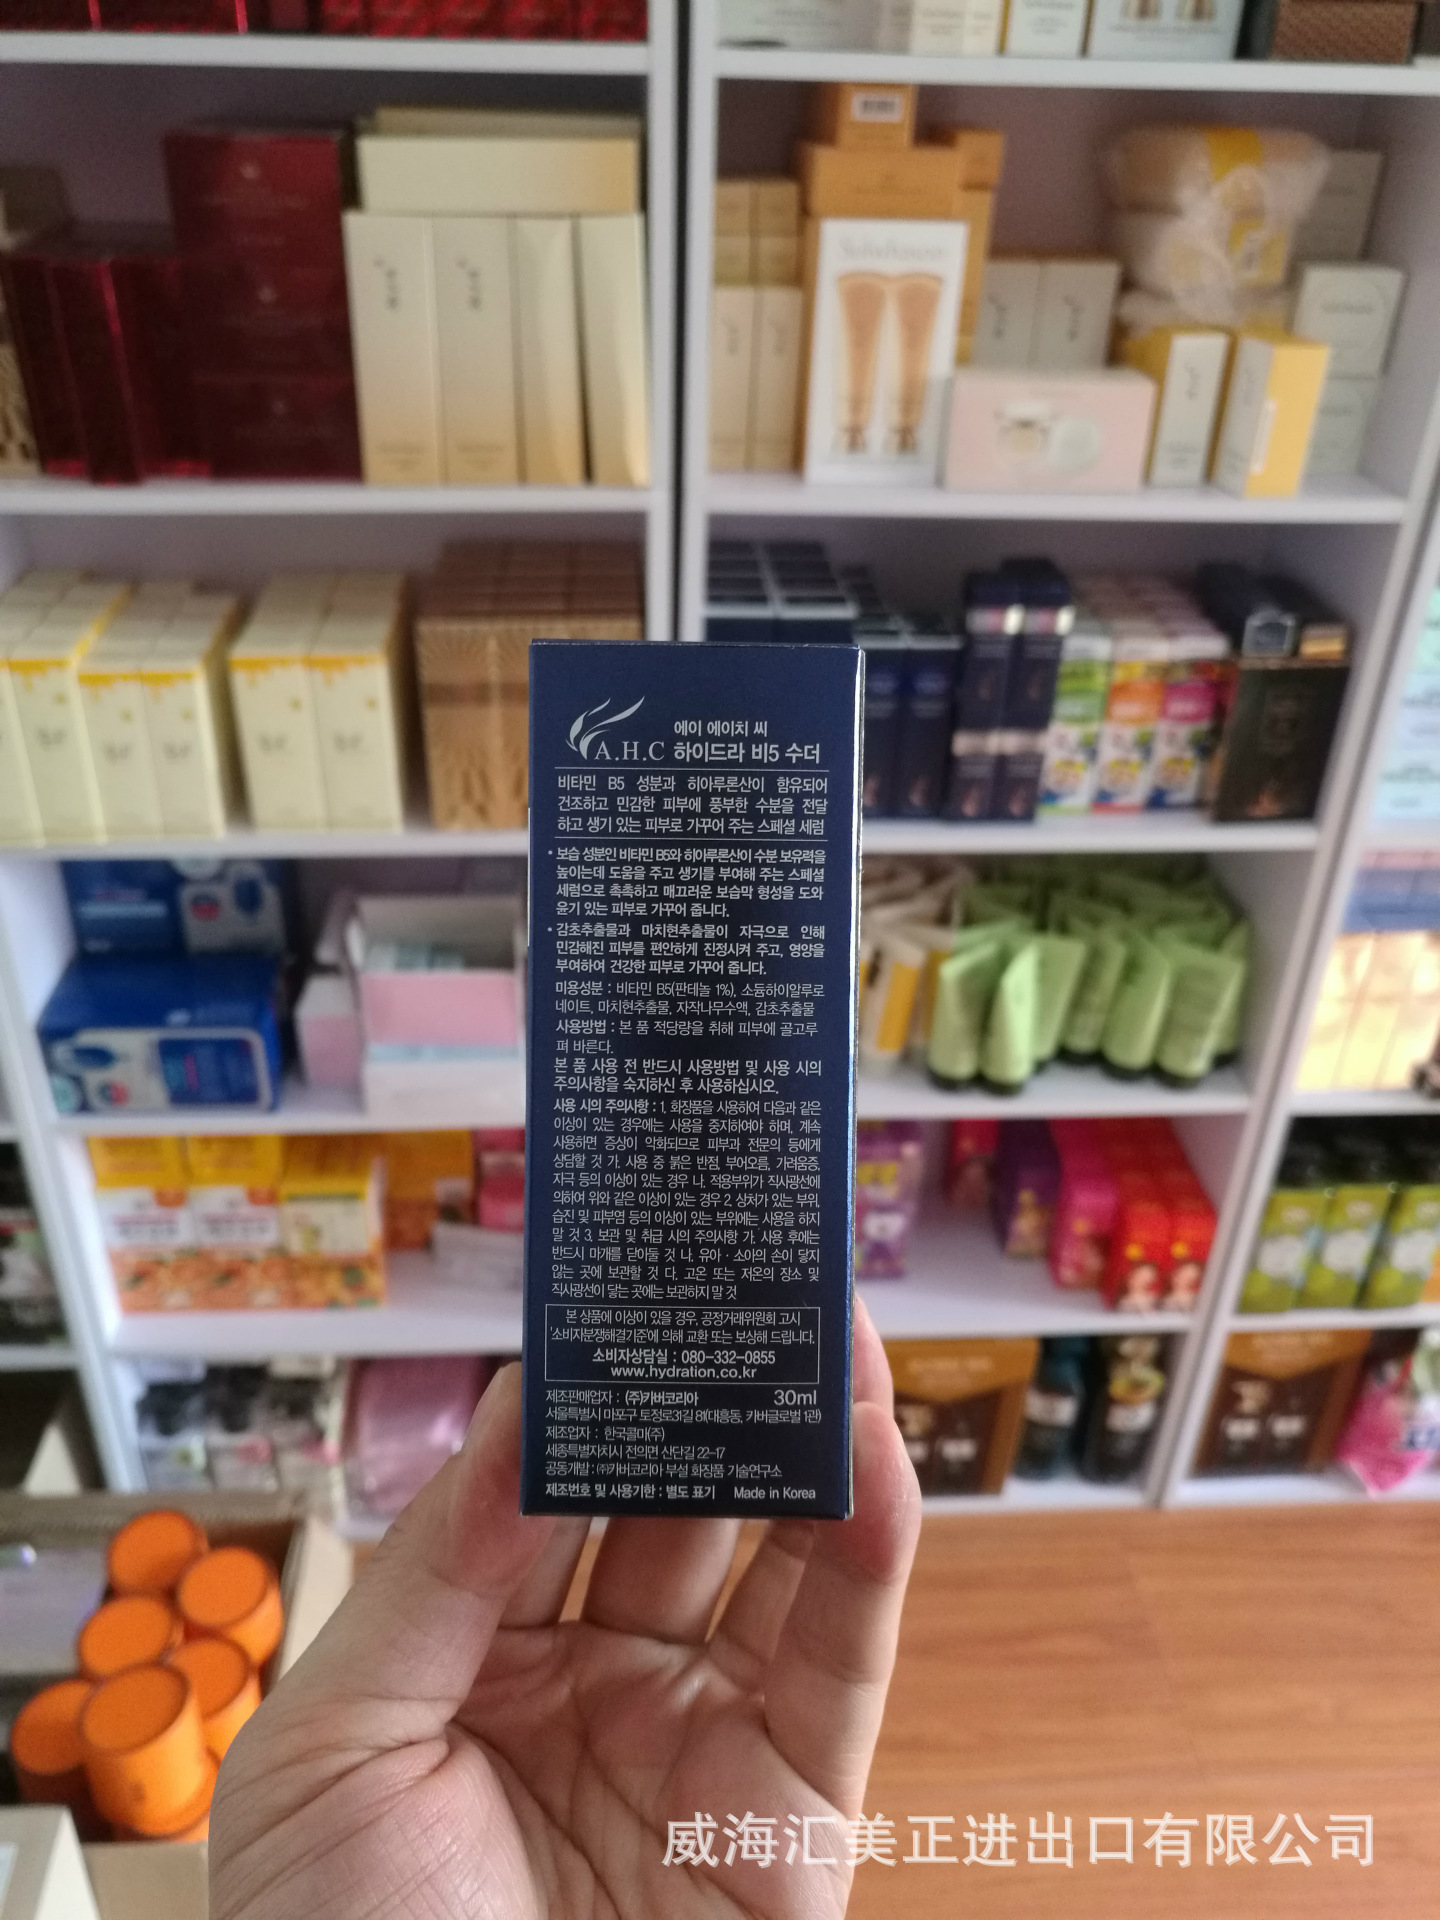 에이 에이치 씨
A.H.C 하이드라 비5 수더
비타민 B5 성분과 히아루론산이 함유되어
건조하고 민감한 피부에 풍부한 수분을 전달
하고 생기 있는 피부로 가꾸어 주는 스페셜 세럼
• 보습 성분인 비타민 B5와 히아루론산이 수분 보유력을
높이는데 도움을 주고 생기를 부여해 주는 스페셜
세럼으로 촉촉하고 매끄러운 보습막 형성을 도와
윤기 있는 피부로 가꾸어 줍니다.
• 감초추출물과 마치현추출물이 자극으로 인해
민감해진 피부를 편안하게 진정시켜 주고, 영양을
부여하여 건강한 피부로 가꾸어 줍니다.
미용성분 : 비타민 B5(판테놀 1%), 소듐하이알루로
네이트, 마치현추출물, 자작나무수액, 감초추출물
사용방법 : 본 품 적당량을 취해 피부에 골고루
펴 바른다.
본 품 사용 전 반드시 사용방법 및 사용 시의
주의사항을 숙지하신 후 사용하십시오.
사용 시의 주의사항 : 1. 화장품을 사용하여 다음과 같은
이상이 있는 경우에는 사용을 중지하여야 하며, 계속
사용하면 증상이 악화되므로 피부과 전문의 등에게
상담할 것 가. 사용 중 붉은 반점, 부어오름, 가려움증,
자극 등의 이상이 있는 경우 나. 적용부위가 직사광선에
의하여 위와 같은 이상이 있는 경우 2. 상처가 있는 부위,
습진 및 피부염 등의 이상이 있는 부위에는 사용을 하지
말 것 3. 보관 및 취급 시의 주의사항 가. 사용 후에는
반드시 마개를 닫아둘 것 나. 유아 · 소아의 손이 닿지
않는 곳에 보관할 것 다. 고온 또는 저온의 장소 및
직사광선이 닿는 곳에는 보관하지 말 것
본 상품에 이상이 있을 경우, 공정거래위원회 고시
'소비자분쟁해결기준'에 의해 교환 또는 보상해 드립니다.
소비자상담실 : 080-332-0855
www.hydration.co.kr
제조판매업자 : (주)카버코리아 30ml
서울특별시 마포구 토정로31길 81(대흥동, 카버글로벌 1관)
제조업자 : 한국콜마(주)
세종특별자치시 전의면 산단길 22-17
공동개발 : ㈜카버코리아 부설 화장품 기술연구소
제조번호 및 사용기한 : 별도 표기 Made in Korea
威海汇美正进出口有限公司